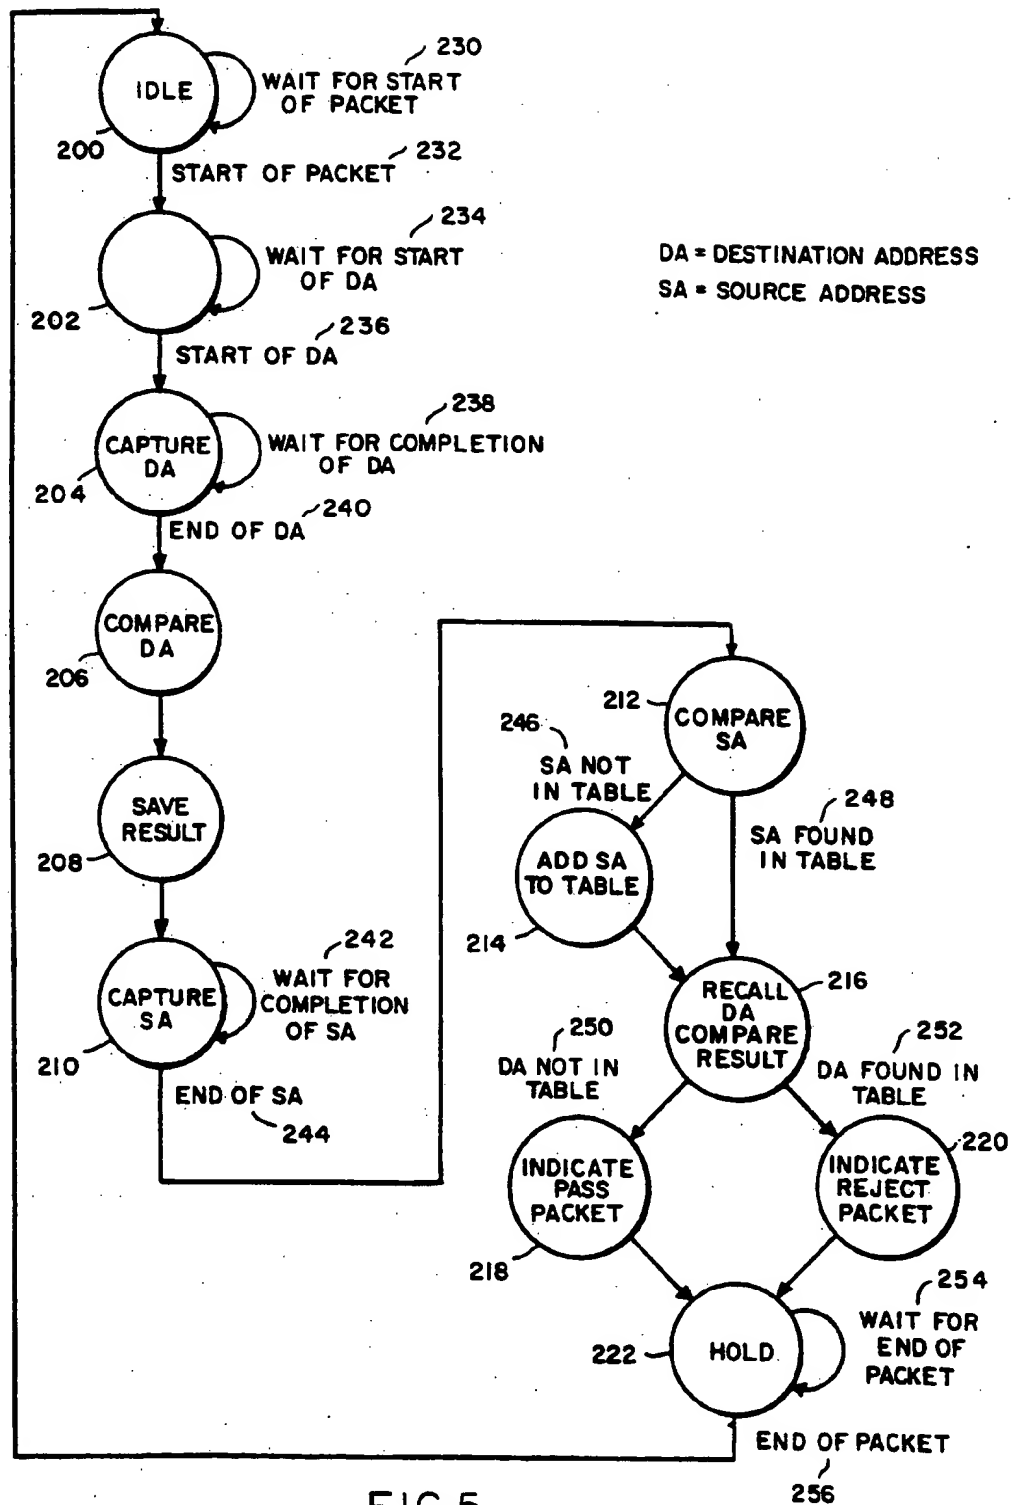 230
IDLE
WAIT FOR START
OF PACKET
200
232
START OF PACKET
234
WAIT FOR START
OF DA
202
236
START OF DA
DA = DESTINATION ADDRESS
SA = SOURCE ADDRESS
238
CAPTURE
DA
WAIT FOR COMPLETION
OF DA
204
240
END OF DA
COMPARE
DA
206
SAVE
RESULT
208
242
CAPTURE
SA
WAIT FOR
COMPLETION
OF SA
210
END OF SA
244
212
COMPARE
SA
246
SA NOT
IN TABLE
248
SA FOUND
IN TABLE
ADD SA
TO TABLE
214
216
RECALL
DA
COMPARE
RESULT
250
DA NOT IN
TABLE
252
DA FOUND IN
TABLE
INDICATE
PASS
PACKET
218
220
INDICATE
REJECT
PACKET
254
WAIT FOR
END OF
PACKET
222
HOLD
END OF PACKET
256
FIG.5